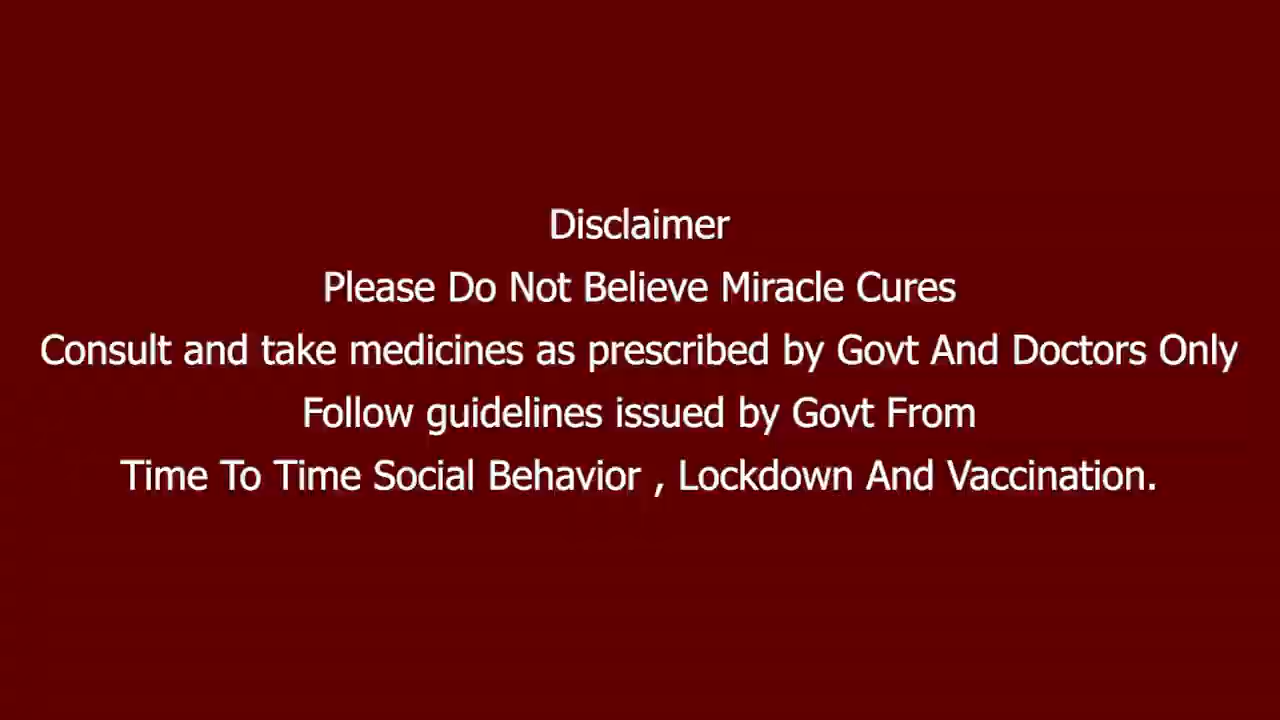 Disclaimer
Please Do Not Believe Miracle Cures
Consult and take medicines as prescribed by Govt And Doctors Only
Follow guidelines issued by Govt From
Time To Time Social Behavior , Lockdown And Vaccination.